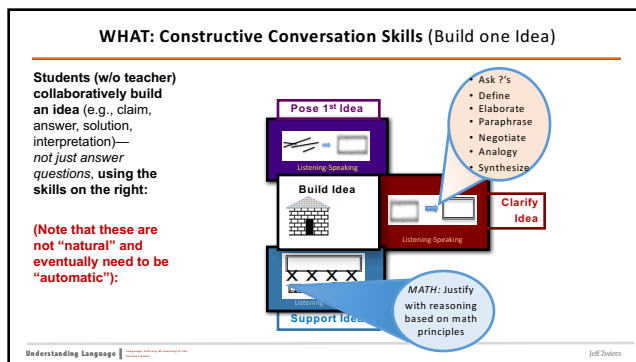 WHAT: Constructive Conversation Skills (Build one Idea)
Students (w/o teacher)
collaboratively build
an idea (e.g., claim,
answer, solution,
interpretation)—
not just answer
questions, using the
skills on the right:
(Note that these are
not “natural” and
eventually need to be
“automatic”):
Pose 1st Idea
Listening-Speaking
Build Idea
• Ask ?'s
• Define
• Elaborate
• Paraphrase
• Negotiate
• Analogy
• Synthesize
Listening-Speaking
Clarify
Idea
X X X X
Support Idea
MATH: Justify
with reasoning
based on math
principles
Understanding Language
Jeff Zwiers